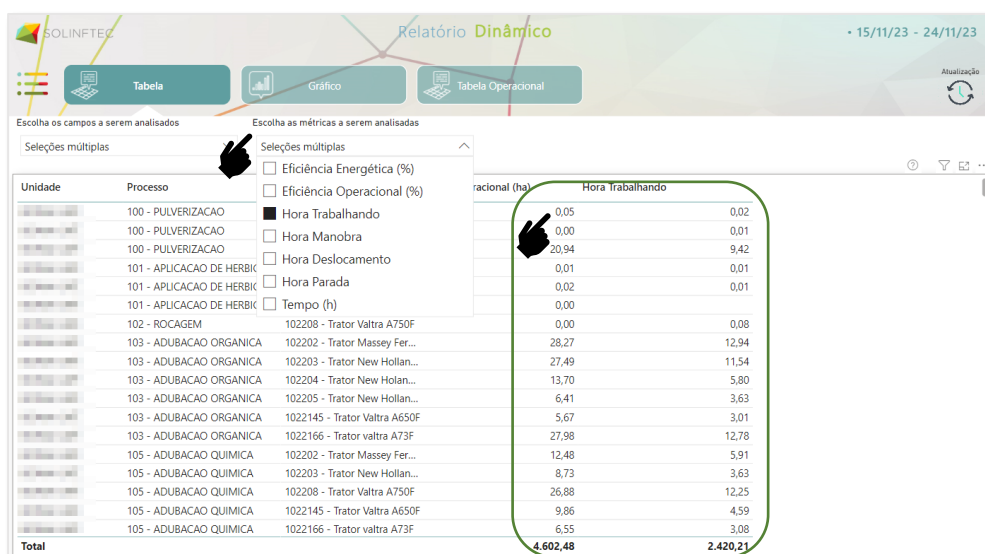 SOLINFTEC
Relatório Dinâmico
• 15/11/23 - 24/11/23
Tabela
Gráfico
Tabela Operacional
Atualização
Escolha os campos a serem analisados
Escolha as métricas a serem analisadas
Seleções múltiplas
Seleções múltiplas
Eficiência Energética (%)
Eficiência Operacional (%)
Hora Trabalhando
Hora Manobra
Hora Deslocamento
Hora Parada
Tempo (h)
Unidade Processo racional (ha) Hora Trabalhando
100 - PULVERIZACAO 0,05 0,02
100 - PULVERIZACAO 0,00 0,01
100 - PULVERIZACAO 20,94 9,42
101 - APLICACAO DE HERBIC 0,01 0,01
101 - APLICACAO DE HERBIC 0,02 0,01
101 - APLICACAO DE HERBIC 0,00
102 - ROCAGEM 102208 - Trator Valtra A750F 0,00 0,08
103 - ADUBACAO ORGANICA 102202 - Trator Massey Fer... 28,27 12,94
103 - ADUBACAO ORGANICA 102203 - Trator New Hollan... 27,49 11,54
103 - ADUBACAO ORGANICA 102204 - Trator New Holan... 13,70 5,80
103 - ADUBACAO ORGANICA 102205 - Trator New Hollan... 6,41 3,63
103 - ADUBACAO ORGANICA 1022145 - Trator Valtra A650F 5,67 3,01
103 - ADUBACAO ORGANICA 1022166 - Trator valtra A73F 27,98 12,78
105 - ADUBACAO QUIMICA 102202 - Trator Massey Fer... 12,48 5,91
105 - ADUBACAO QUIMICA 102203 - Trator New Hollan... 8,73 3,63
105 - ADUBACAO QUIMICA 102208 - Trator Valtra A750F 26,88 12,25
105 - ADUBACAO QUIMICA 1022145 - Trator Valtra A650F 9,86 4,59
105 - ADUBACAO QUIMICA 1022166 - Trator valtra A73F 6,55 3,08
Total 4.602,48 2.420,21